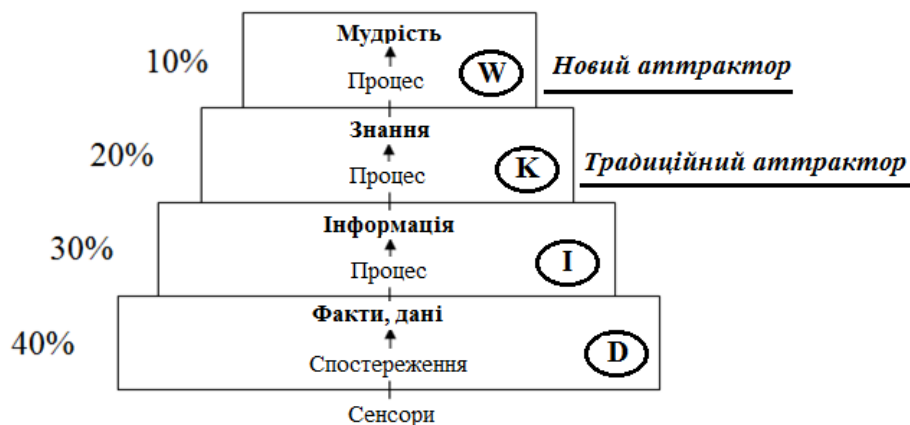 Мудрість
10%
Процес
W
Новий аттрактор
Знання
20%
Процес
K
Традиційний аттрактор
Інформація
30%
Процес
I
Факти, дані
40%
Спостереження
D
Сенсори